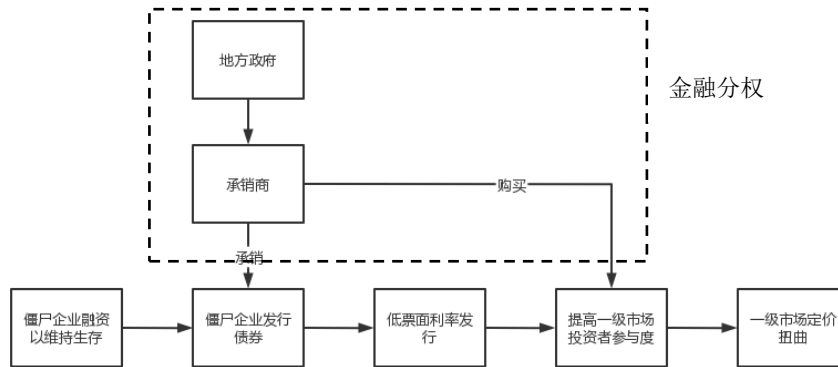 地方政府
金融分权
承销商
购买
承销
僵尸企业融资
以维持生存
僵尸企业发行
债券
低票面利率发
行
提高一级市场
投资者参与度
一级市场定价
扭曲